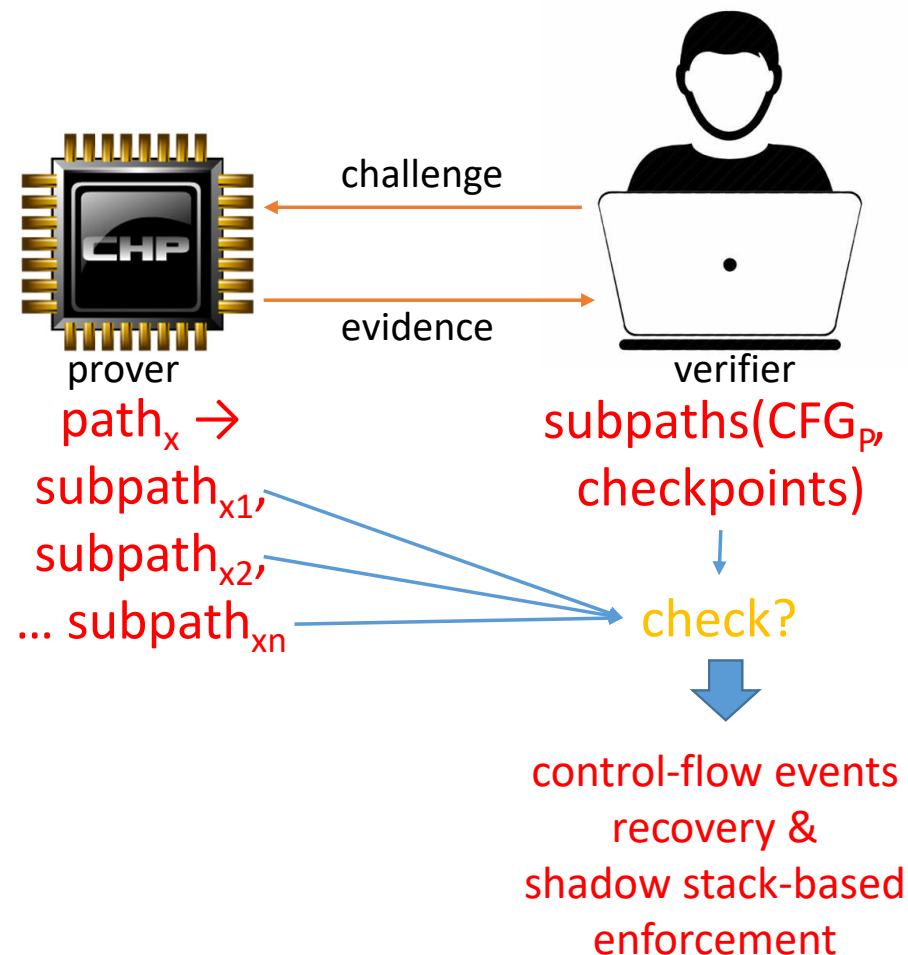 challenge
CHP
evidence
prover
verifier
pathₓ →
subpathₓ₁,
subpathₓ₂,
... subpathₓₙ
subpaths(CFG_P,
checkpoints)
check?
control-flow events
recovery &
shadow stack-based
enforcement